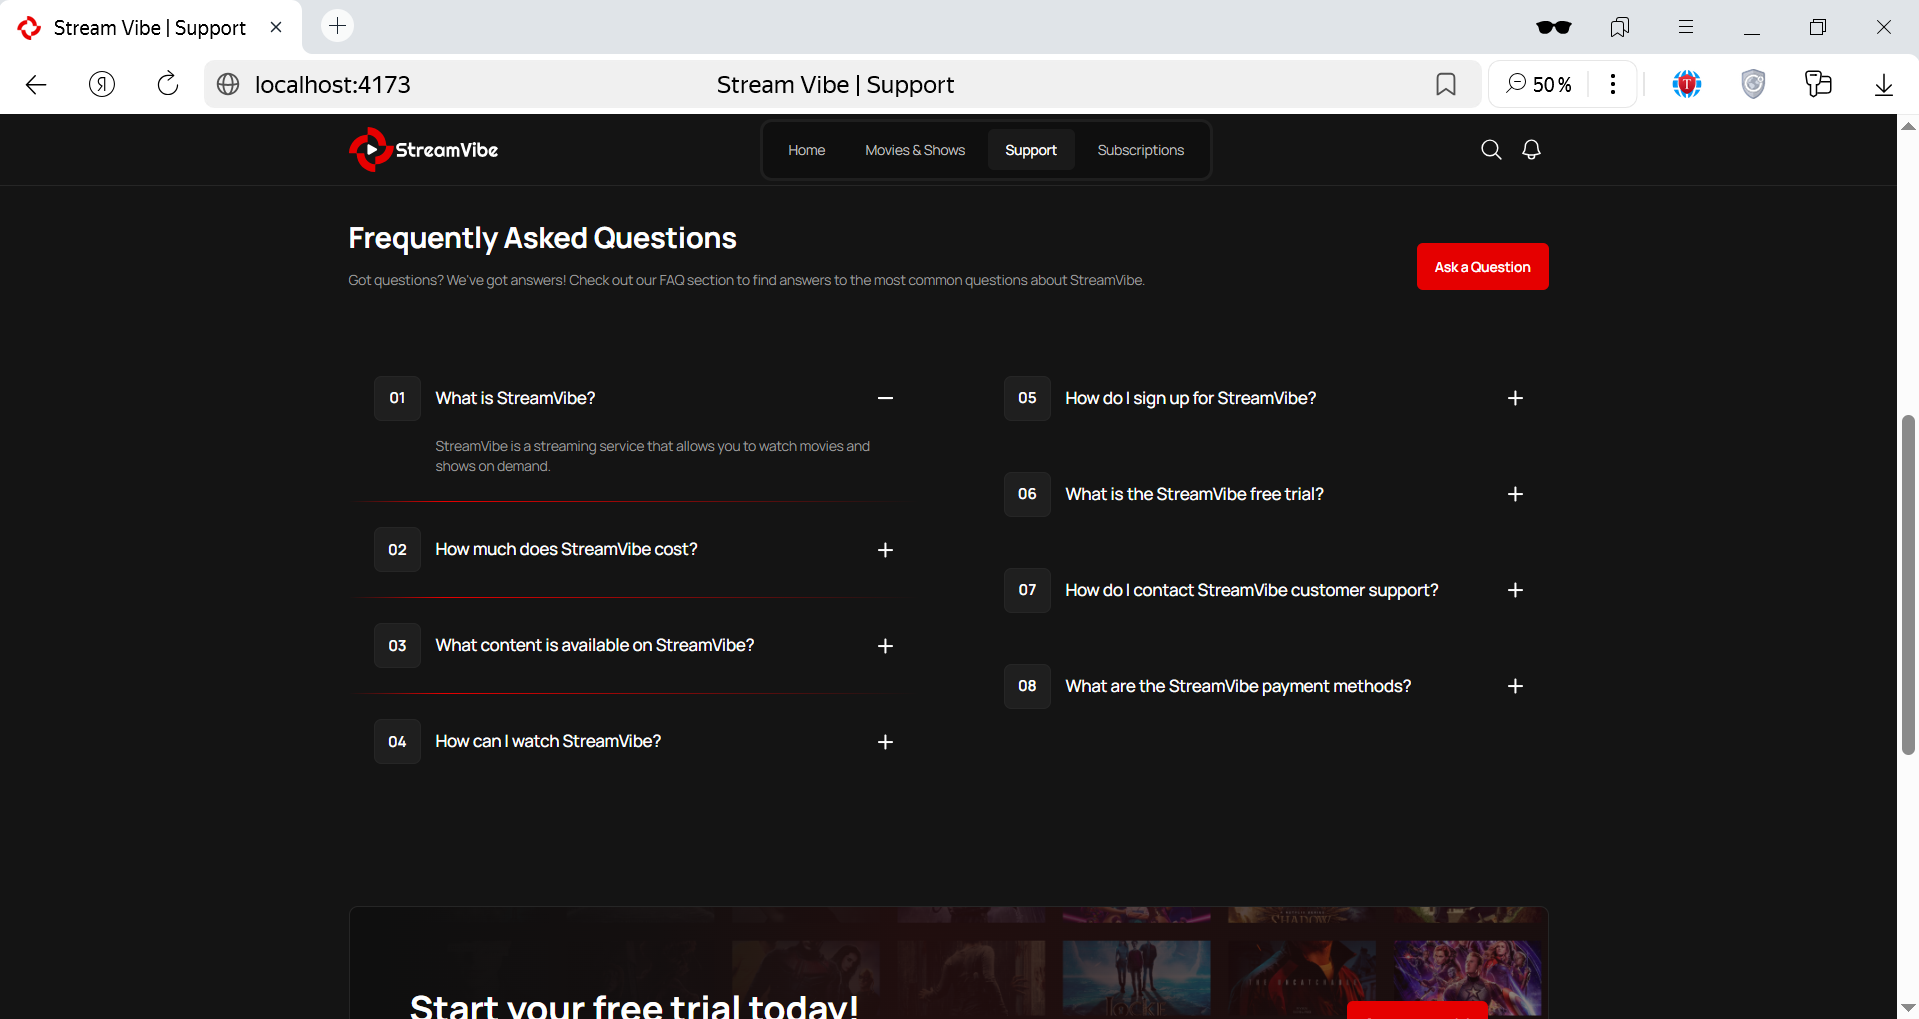 Stream Vibe | Support
Я
localhost:4173
Stream Vibe | Support
50 %
T
StreamVibe
Home
Movies & Shows
Support
Subscriptions
Frequently Asked Questions
Got questions? We've got answers! Check out our FAQ section to find answers to the most common questions about StreamVibe.
Ask a Question
01
What is StreamVibe?
StreamVibe is a streaming service that allows you to watch movies and
shows on demand.
02
How much does StreamVibe cost?
03
What content is available on StreamVibe?
04
How can I watch StreamVibe?
05
How do I sign up for StreamVibe?
06
What is the StreamVibe free trial?
07
How do I contact StreamVibe customer support?
08
What are the StreamVibe payment methods?
SHADOW
Start your free trial today!